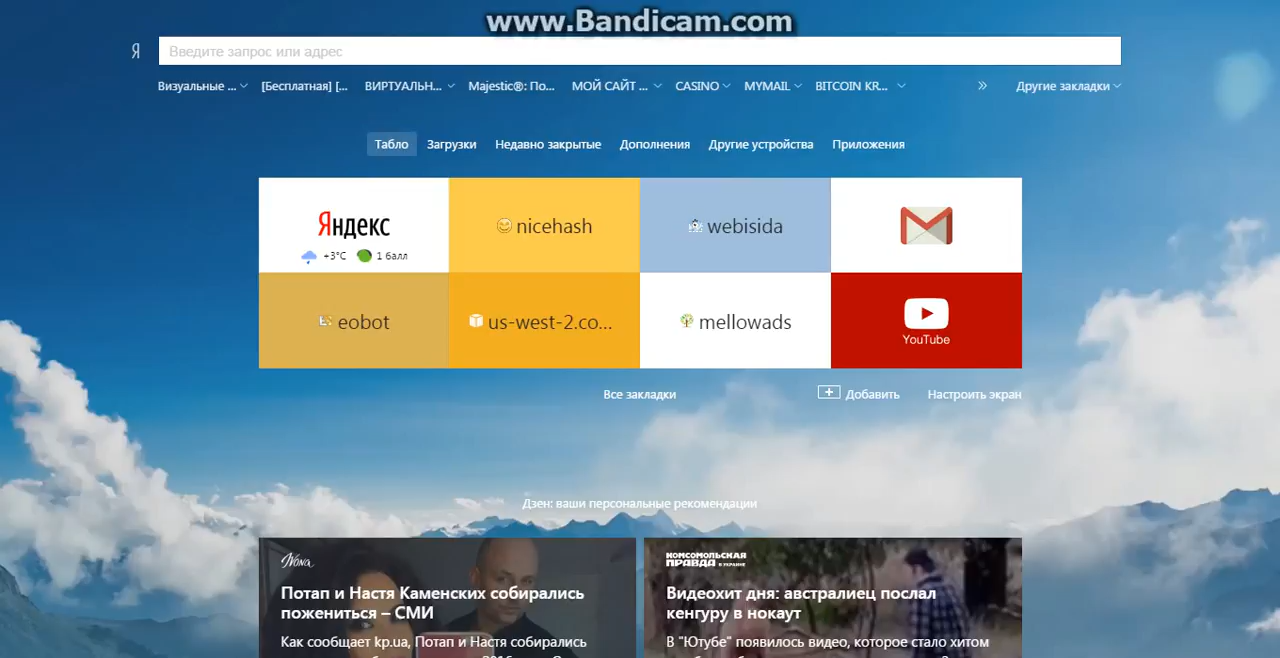 www.Bandicam.com
Я Введите запрос или адрес
Визуальные ... [Бесплатная] [... ВИРТУАЛЬН... Majestic®: По... МОЙ САЙТ ... CASINO MYMAIL BITCOIN KR... » Другие закладки
Табло Загрузки Недавно закрытые Дополнения Другие устройства Приложения
Яндекс nicehash webisida
+3°C 1 балл
eobot us-west-2.co... mellowads YouTube
Все закладки Добавить Настроить экран
Дзен: ваши персональные рекомендации
Потап и Настя Каменских собирались
пожениться – СМИ
Как сообщает kp.ua, Потап и Настя собирались
КОМСОМОЛЬСКАЯ
ПРАВДА В УКРАИНЕ
Видеохит дня: австралиец послал
кенгуру в нокаут
В "Ютубе" появилось видео, которое стало хитом